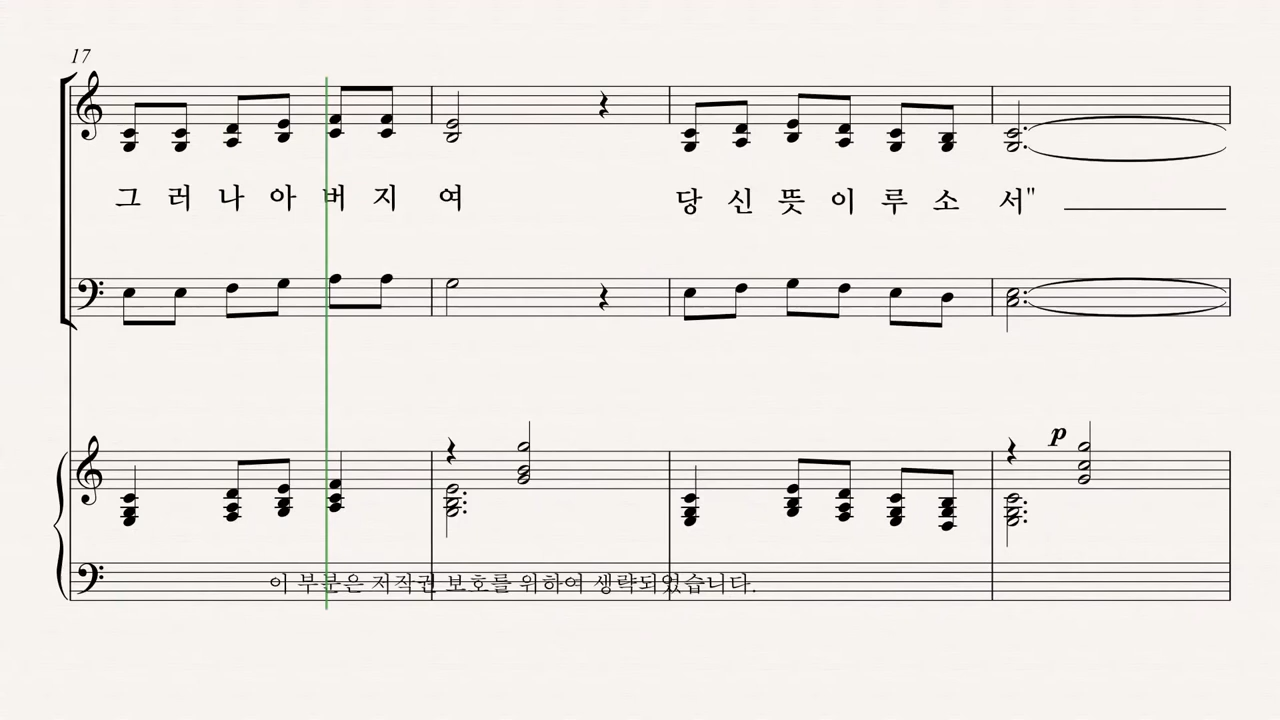 17
그 러 나 아 버 지 여 당 신 뜻 이 루 소 서"
p
이 부분은 저작권 보호를 위하여 생략되었습니다.